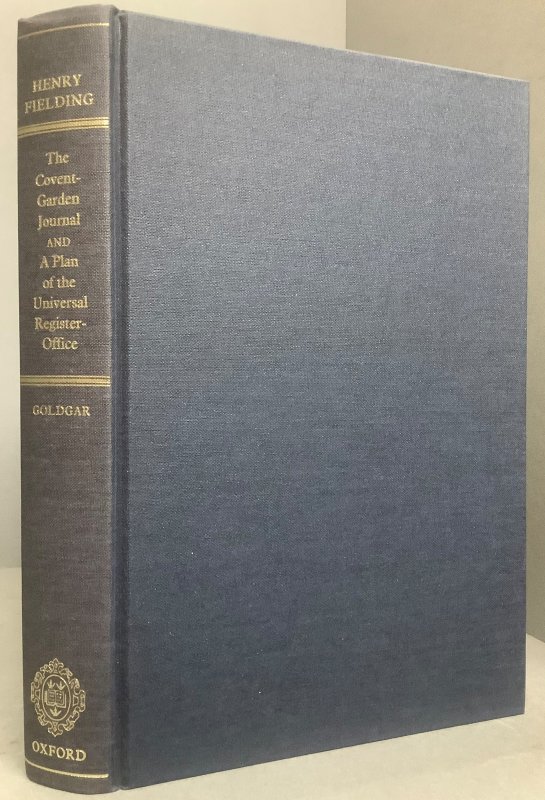 HENRY
FIELDING
The
Covent-
Garden
Journal
AND
A Plan
of the
Universal
Register-
Office
GOLDGAR
OXFORD